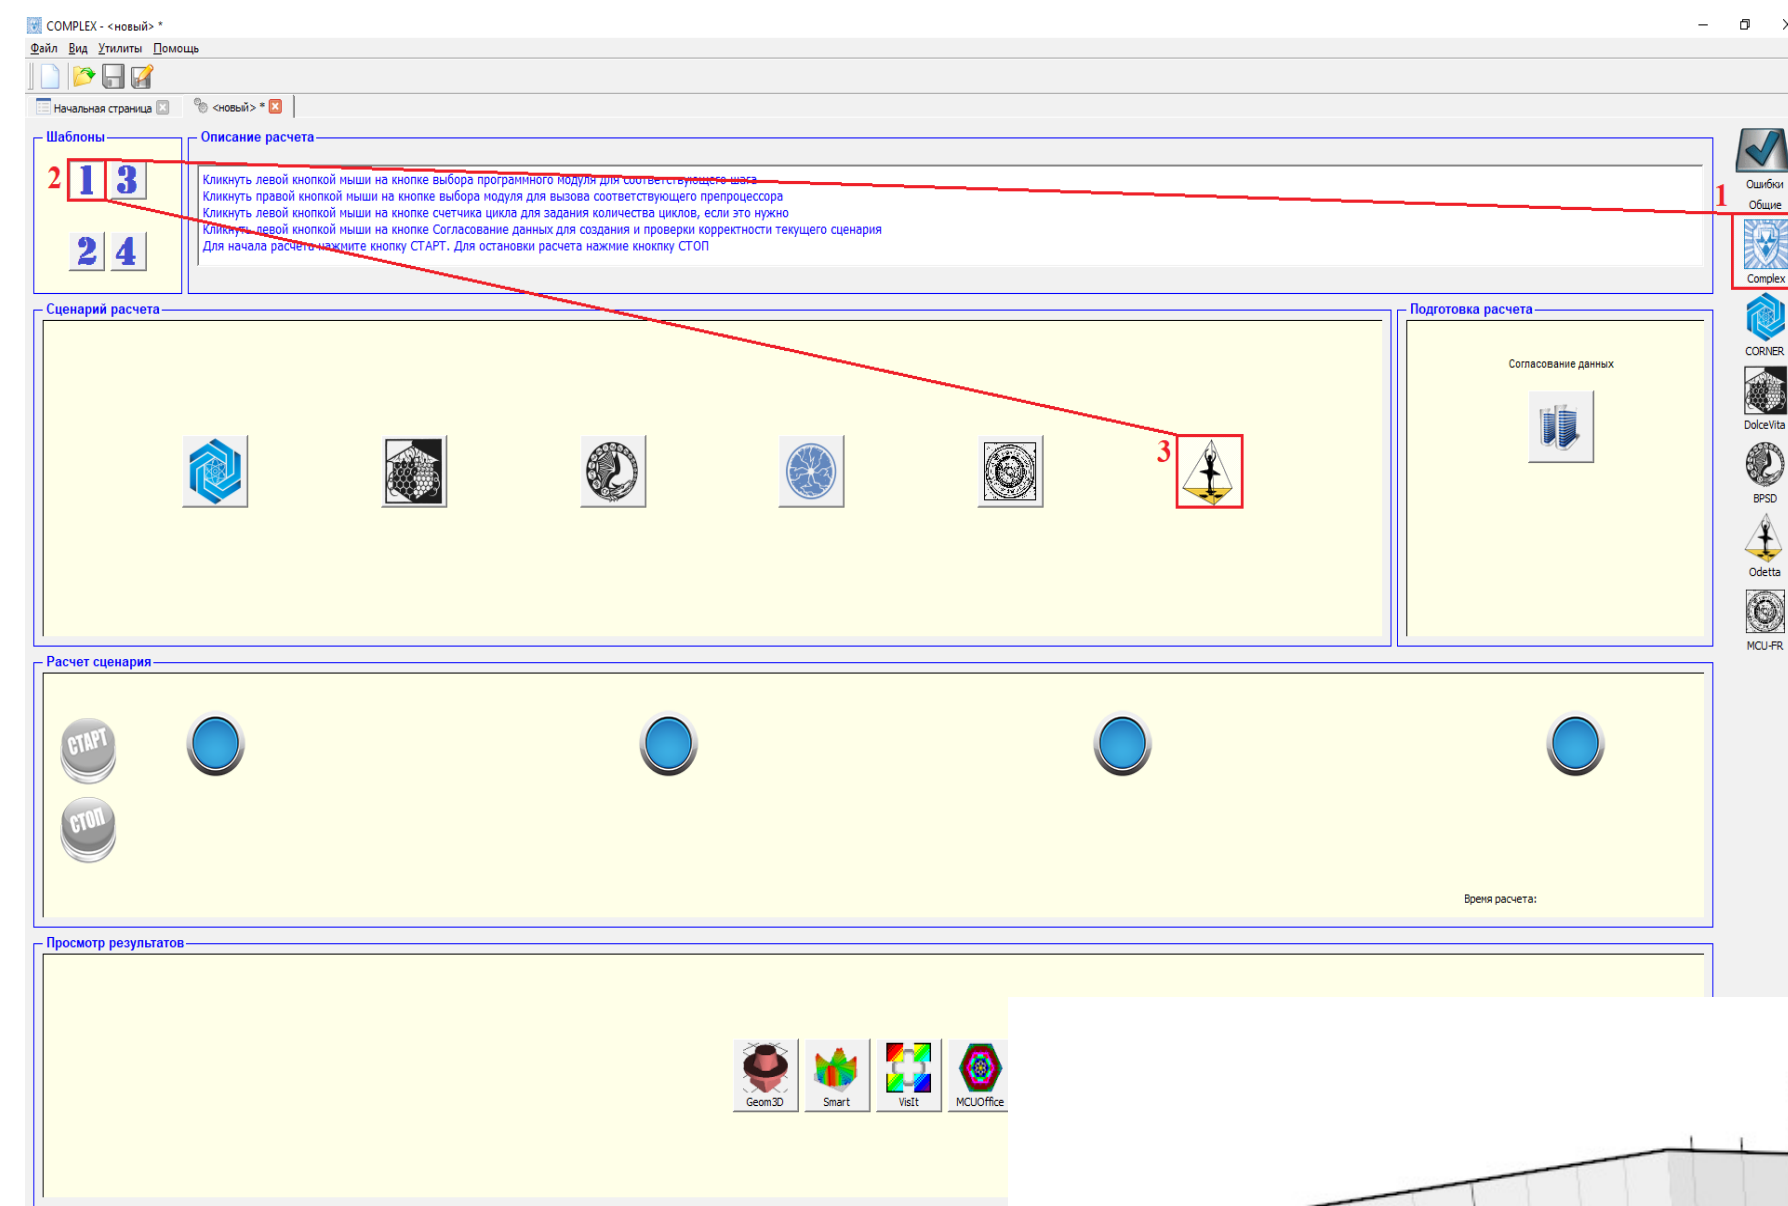 COMPLEX - <новый> *
Файл Вид Утилиты Помощь
Начальная страница <новый> *
Шаблоны
Описание расчета
2 1 3
2 4
Кликнуть левой кнопкой мыши на кнопке выбора программного модуля для соответствующего шага
Кликнуть правой кнопкой мыши на кнопке выбора модуля для вызова соответствующего препроцессора
Кликнуть левой кнопкой мыши на кнопке счетчика цикла для задания количества циклов, если это нужно
Кликнуть левой кнопкой мыши на кнопке Согласование данных для создания и проверки корректности текущего сценария
Для начала расчета нажмите кнопку СТАРТ. Для остановки расчета нажмие кнокпку СТОП
Ошибки
1
Общие
Complex
CORNER
DolceVita
BPSD
Odetta
MCU-FR
Сценарий расчета
3
Подготовка расчета
Согласование данных
Расчет сценария
СТАРТ
СТОП
Время расчета:
Просмотр результатов
Geom3D
Smart
VisIt
MCUOffice